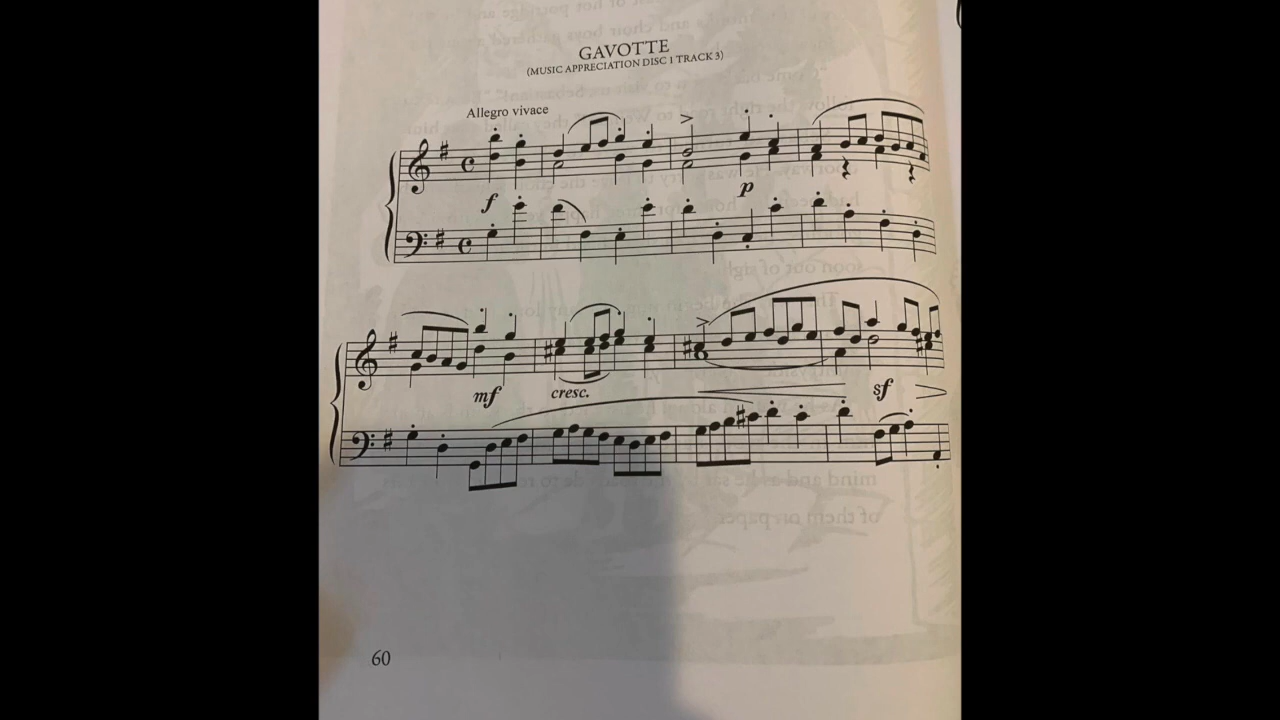 GAVOTTE
(MUSIC APPRECIATION DISC 1 TRACK 3)
Allegro vivace
f
p
mf
cresc.
sf
60